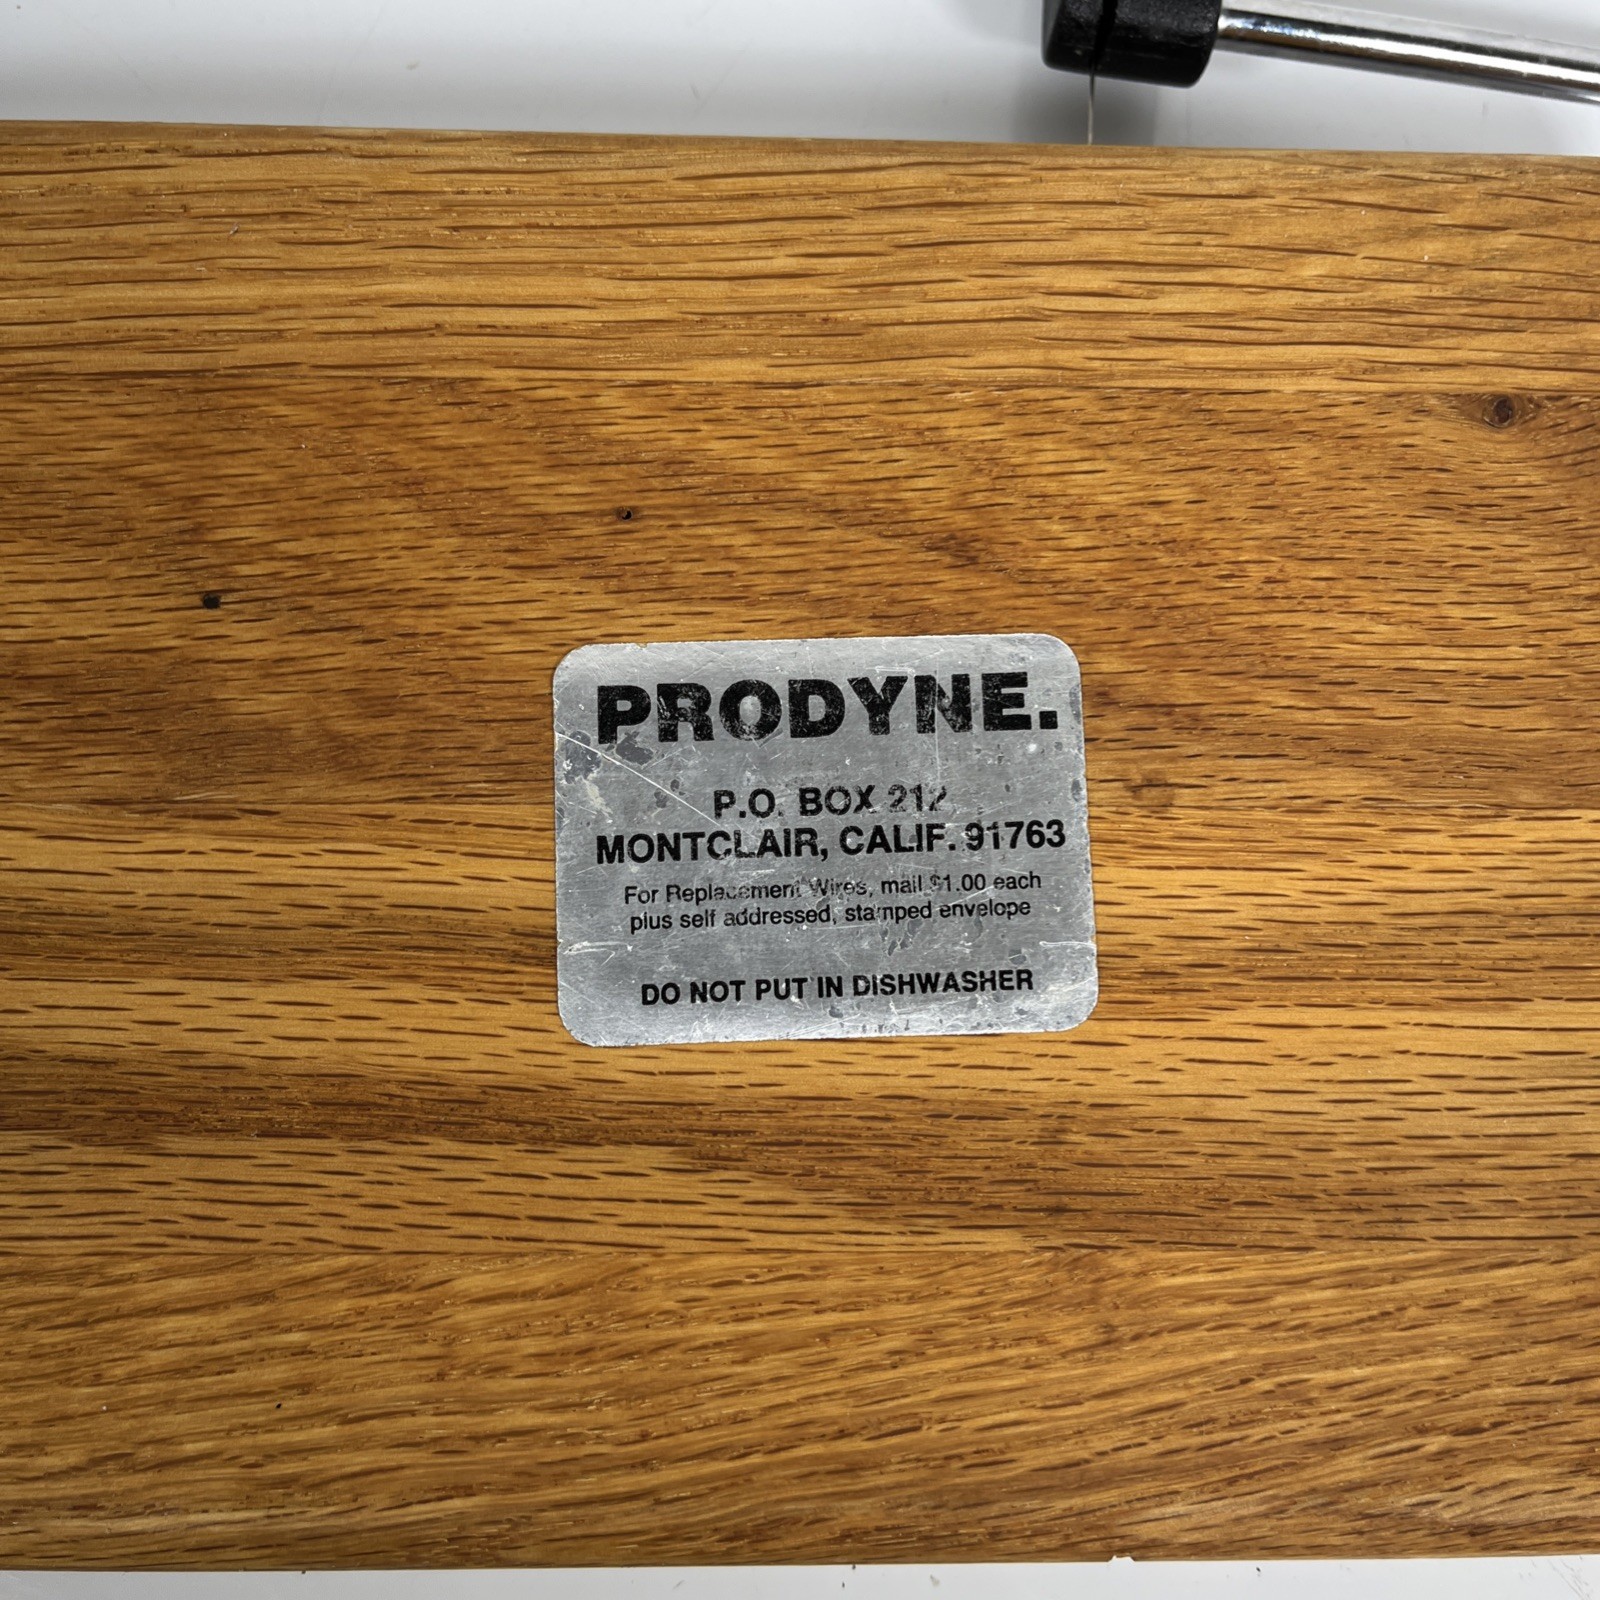 PRODYNE.
P.O. BOX 212
MONTCLAIR, CALIF. 91763
For Replacement Wires, mail $1.00 each
plus self addressed, stamped envelope
DO NOT PUT IN DISHWASHER